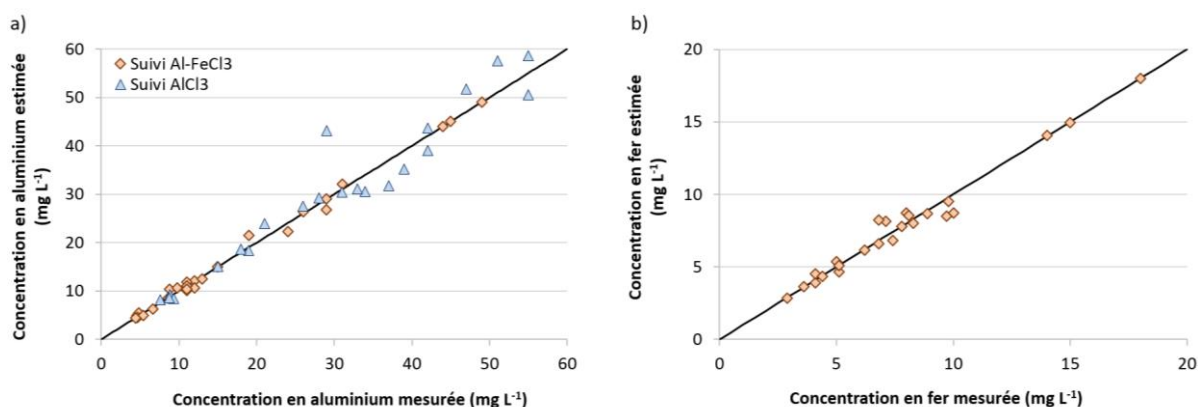 a)
Concentration en aluminium estimée
(mg L⁻¹)
60
50
40
30
20
10
0
Suivi Al-FeCl3
Suivi AlCl3
0 10 20 30 40 50 60
Concentration en aluminium mesurée (mg L⁻¹)
b)
Concentration en fer estimée
(mg L⁻¹)
20
15
10
5
0
0 5 10 15 20
Concentration en fer mesurée (mg L⁻¹)